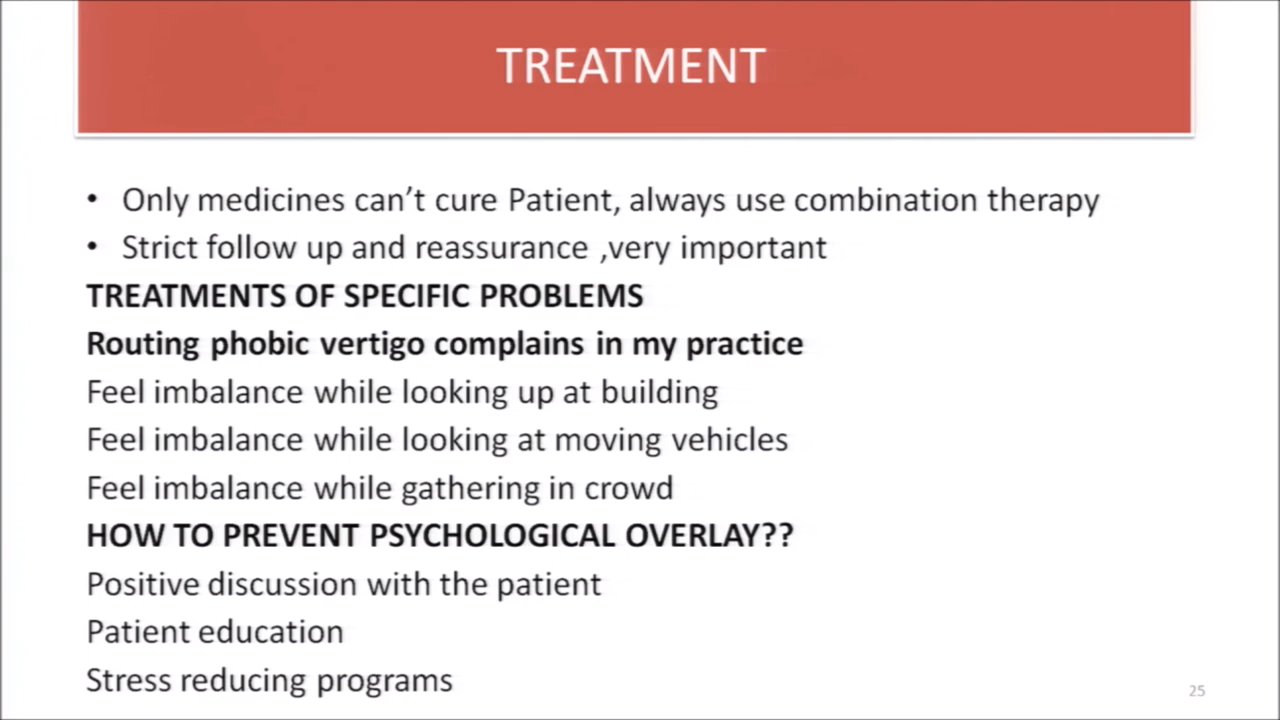 TREATMENT
• Only medicines can’t cure Patient, always use combination therapy
• Strict follow up and reassurance ,very important
TREATMENTS OF SPECIFIC PROBLEMS
Routing phobic vertigo complains in my practice
Feel imbalance while looking up at building
Feel imbalance while looking at moving vehicles
Feel imbalance while gathering in crowd
HOW TO PREVENT PSYCHOLOGICAL OVERLAY??
Positive discussion with the patient
Patient education
Stress reducing programs
25